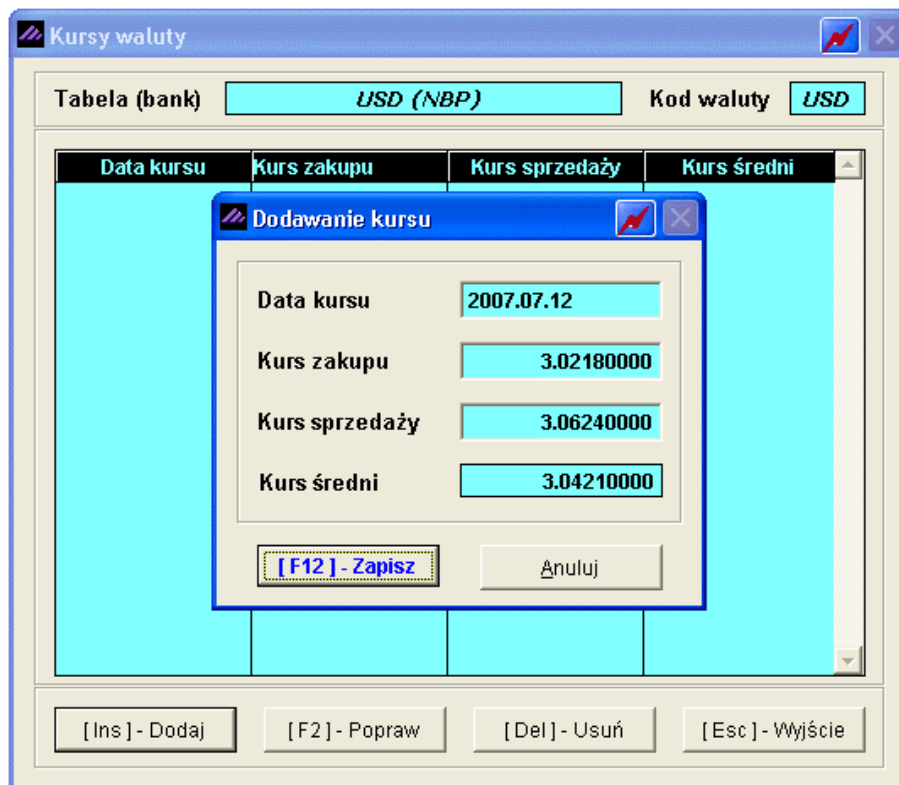 Kursy waluty
Tabela (bank) USD (NBP) Kod waluty USD
Data kursu Kurs zakupu Kurs sprzedaży Kurs średni
Dodawanie kursu
Data kursu 2007.07.12
Kurs zakupu 3.02180000
Kurs sprzedaży 3.06240000
Kurs średni 3.04210000
[ F12 ] - Zapisz Anuluj
[ Ins ] - Dodaj [ F2 ] - Popraw [ Del ] - Usuń [ Esc ] - Wyjście